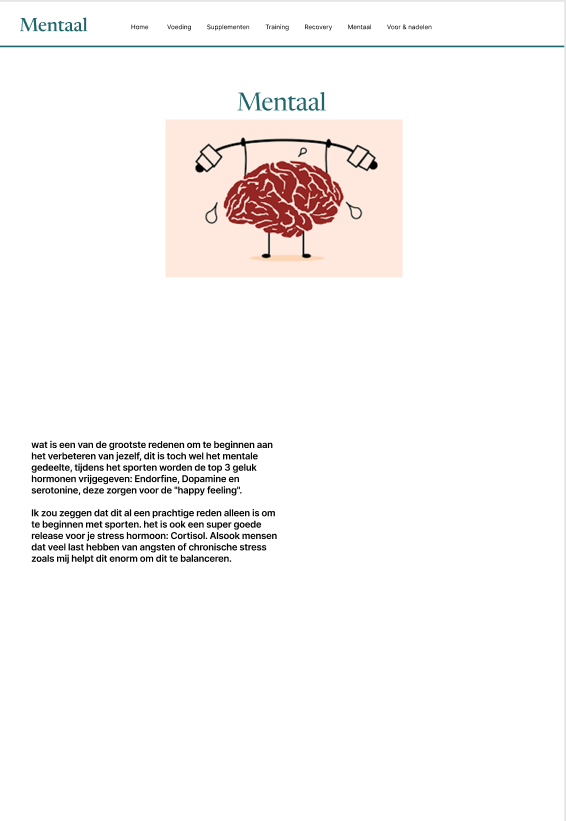 Mentaal
Home Voeding Supplementen Training Recovery Mentaal Voor & nadelen
Mentaal
wat is een van de grootste redenen om te beginnen aan
het verbeteren van jezelf, dit is toch wel het mentale
gedeelte, tijdens het sporten worden de top 3 geluk
hormonen vrijgegeven: Endorfine, Dopamine en
serotonine, deze zorgen voor de "happy feeling".
Ik zou zeggen dat dit al een prachtige reden alleen is om
te beginnen met sporten. het is ook een super goede
release voor je stress hormoon: Cortisol. Alsook mensen
dat veel last hebben van angsten of chronische stress
zoals mij helpt dit enorm om dit te balanceren.